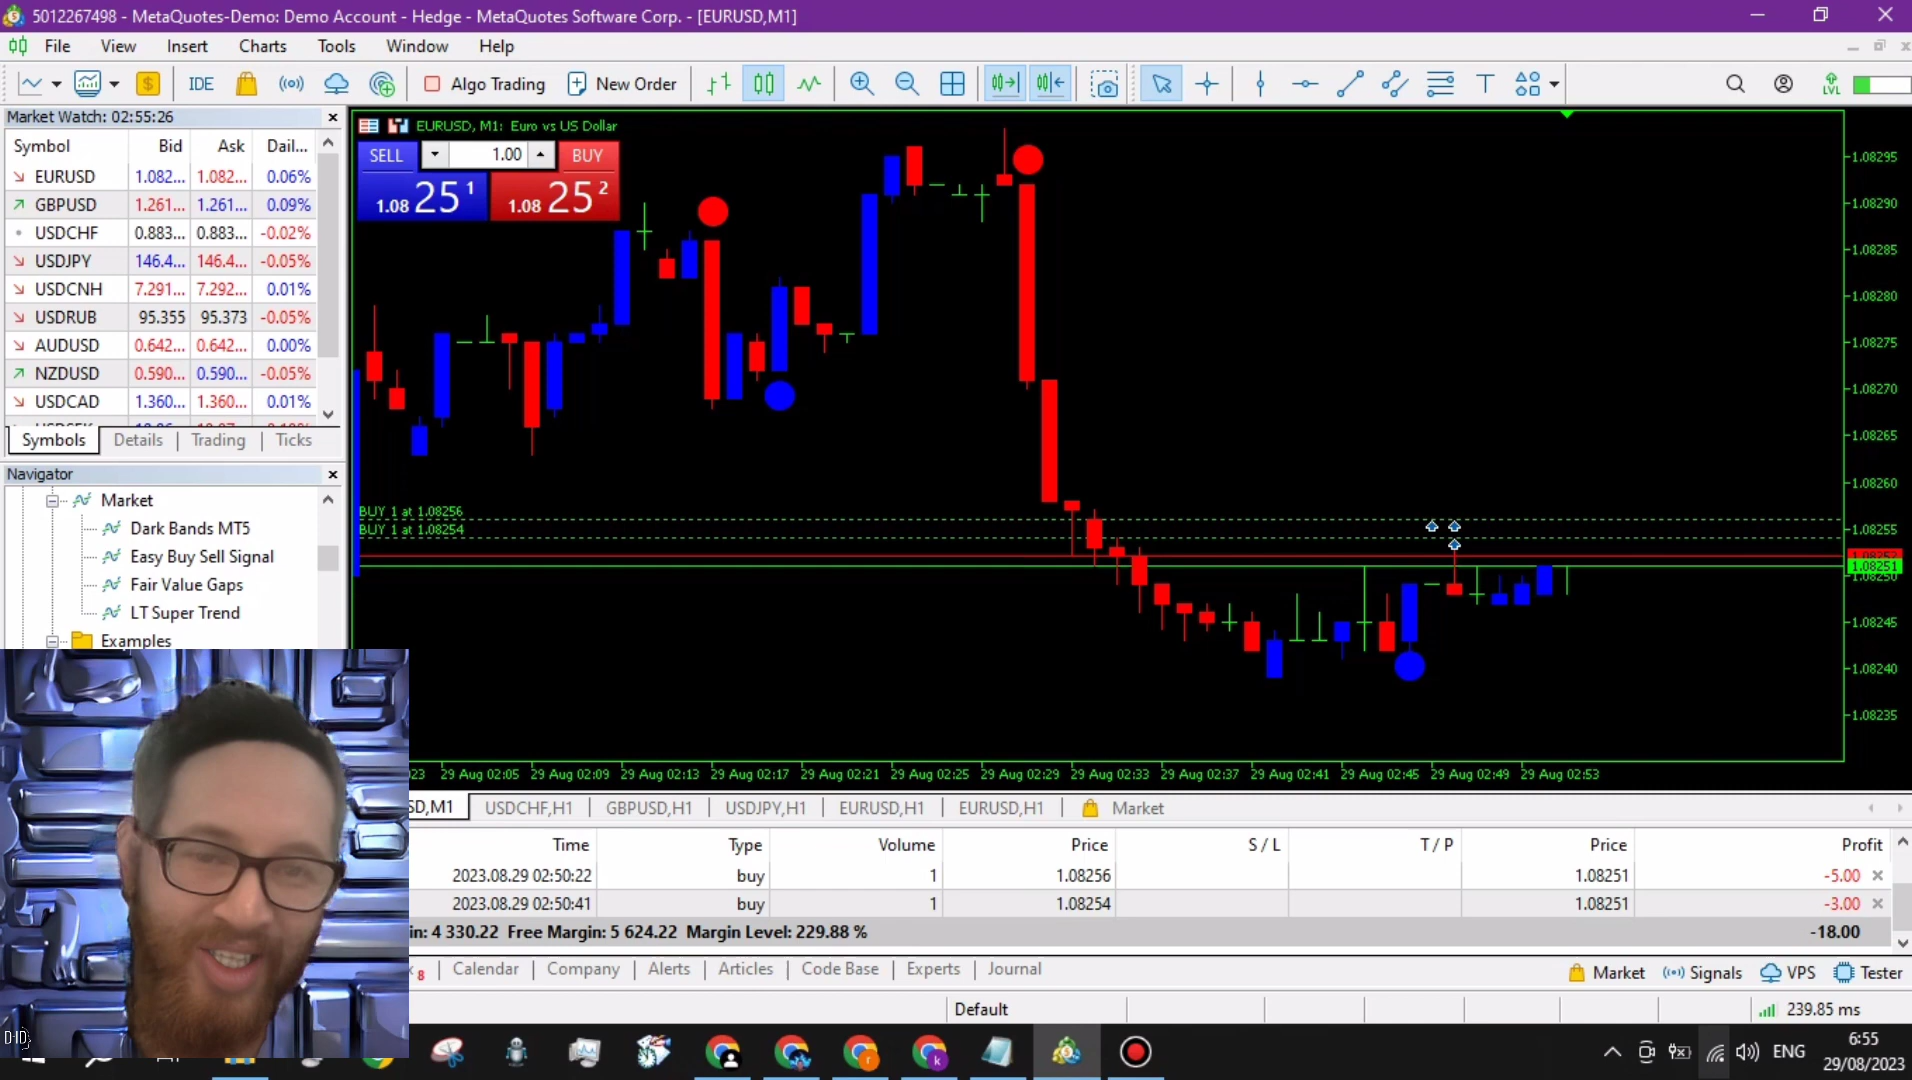 5012267498 - MetaQuotes-Demo: Demo Account - Hedge - MetaQuotes Software Corp. - [EURUSD,M1]
File View Insert Charts Tools Window Help
IDE Algo Trading New Order LVL
Market Watch: 02:55:26
Symbol Bid Ask Dail...
EURUSD 1.082... 1.082... 0.06%
GBPUSD 1.261... 1.261... 0.09%
USDCHF 0.883... 0.883... -0.02%
USDJPY 146.4... 146.4... -0.05%
USDCNH 7.291... 7.292... 0.01%
USDRUB 95.355 95.373 -0.05%
AUDUSD 0.642... 0.642... 0.00%
NZDUSD 0.590... 0.590... -0.05%
USDCAD 1.360... 1.360... 0.01%
Symbols Details Trading Ticks
Navigator
Market
Dark Bands MT5
Easy Buy Sell Signal
Fair Value Gaps
LT Super Trend
Examples
EURUSD, M1: Euro vs US Dollar
SELL 1.00 BUY
1.08 25 1 1.08 25 2
BUY 1 at 1.08256
BUY 1 at 1.08254
1.08295
1.08290
1.08285
1.08280
1.08275
1.08270
1.08265
1.08260
1.08255
1.08252
1.08251
1.08250
1.08245
1.08240
1.08235
023 29 Aug 02:05 29 Aug 02:09 29 Aug 02:13 29 Aug 02:17 29 Aug 02:21 29 Aug 02:25 29 Aug 02:29 29 Aug 02:33 29 Aug 02:37 29 Aug 02:41 29 Aug 02:45 29 Aug 02:49 29 Aug 02:53
SD,M1 USDCHF,H1 GBPUSD,H1 USDJPY,H1 EURUSD,H1 EURUSD,H1 Market
Time Type Volume Price S / L T / P Price Profit
2023.08.29 02:50:22 buy 1 1.08256 1.08251 -5.00
2023.08.29 02:50:41 buy 1 1.08254 1.08251 -3.00
in: 4 330.22 Free Margin: 5 624.22 Margin Level: 229.88 % -18.00
x 8 Calendar Company Alerts Articles Code Base Experts Journal Market Signals VPS Tester
Default 239.85 ms
D-ID
ENG
6:55
29/08/2023